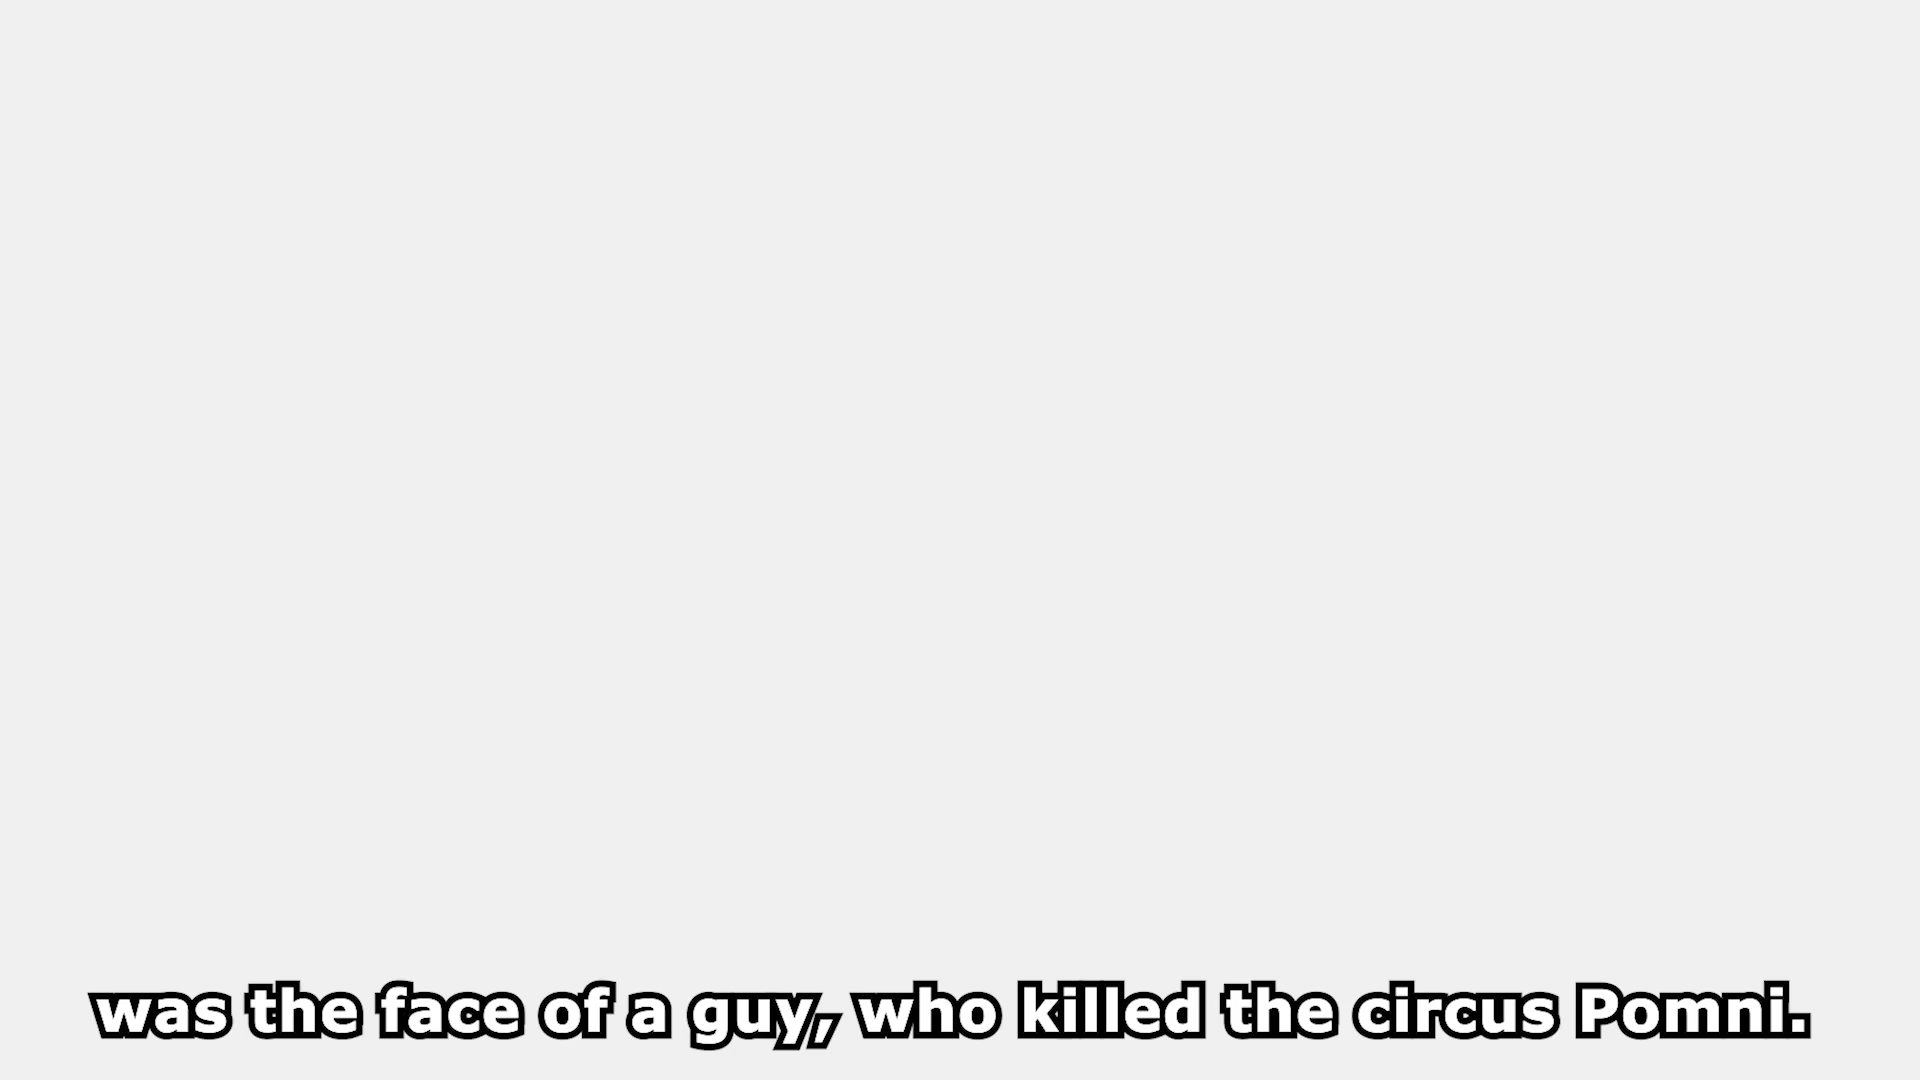 was the face of a guy, who killed the circus Pomni.